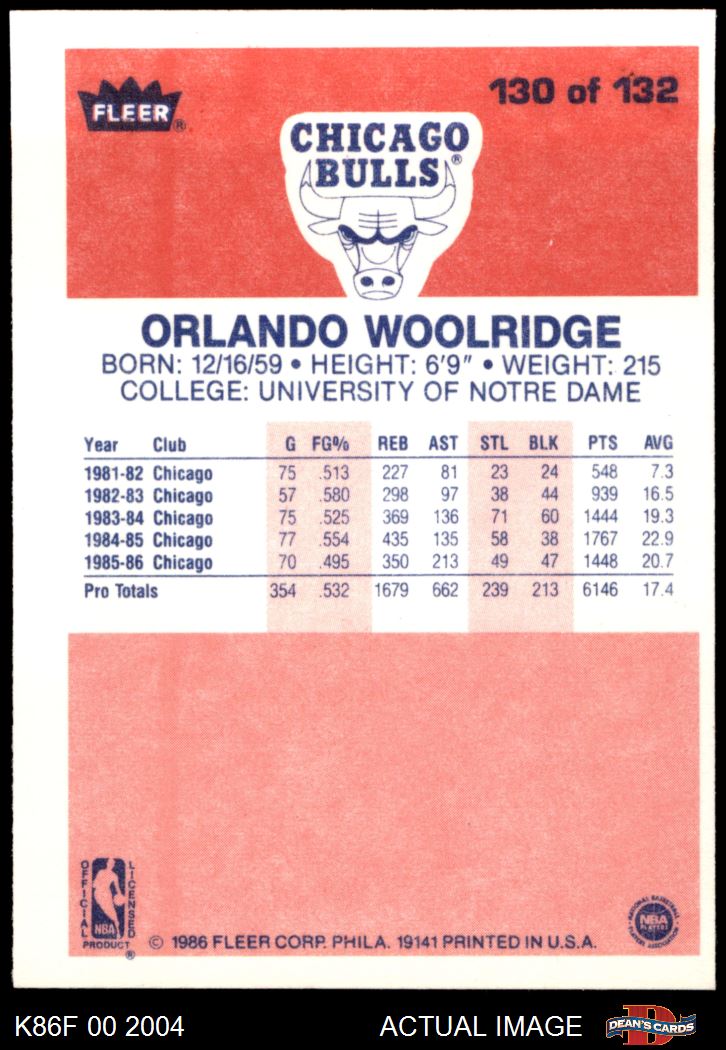 FLEER®
130 of 132
CHICAGO
BULLS®
ORLANDO WOOLRIDGE
BORN: 12/16/59 • HEIGHT: 6'9" • WEIGHT: 215
COLLEGE: UNIVERSITY OF NOTRE DAME
Year Club G FG% REB AST STL BLK PTS AVG
1981-82 Chicago 75 .513 227 81 23 24 548 7.3
1982-83 Chicago 57 .580 298 97 38 44 939 16.5
1983-84 Chicago 75 .525 369 136 71 60 1444 19.3
1984-85 Chicago 77 .554 435 135 58 38 1767 22.9
1985-86 Chicago 70 .495 350 213 49 47 1448 20.7
Pro Totals 354 .532 1679 662 239 213 6146 17.4
OFFICIAL
LICENSED
NBA
PRODUCT®
NATIONAL BASKETBALL
NBA
PLAYERS
PLAYERS ASSOCIATION
© 1986 FLEER CORP. PHILA. 19141 PRINTED IN U.S.A.
K86F 00 2004
ACTUAL IMAGE
D
DEAN'S CARDS